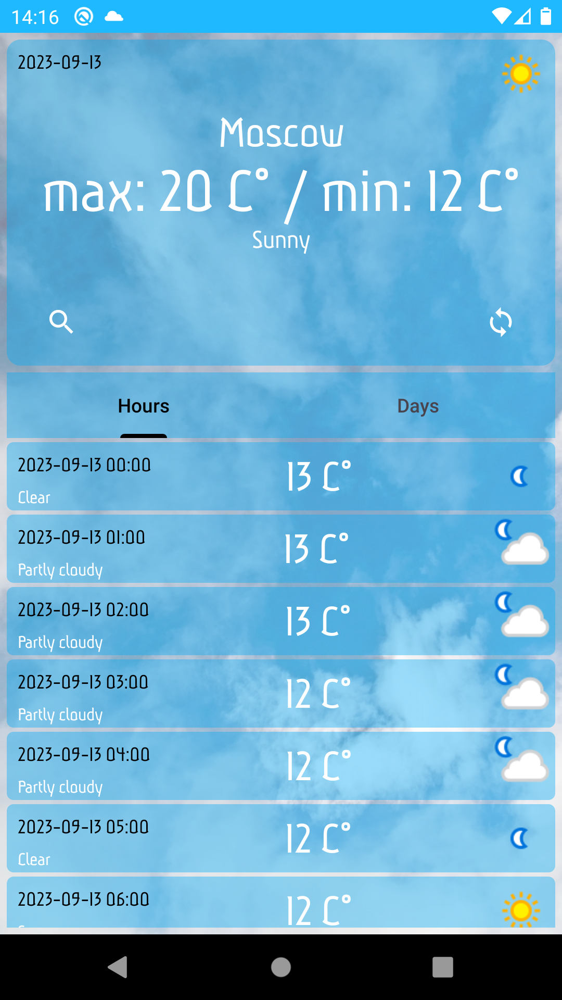 14:16
2023-09-13
Moscow
max: 20 C° / min: 12 C°
Sunny
Hours Days
2023-09-13 00:00
13 C°
Clear
2023-09-13 01:00
13 C°
Partly cloudy
2023-09-13 02:00
13 C°
Partly cloudy
2023-09-13 03:00
12 C°
Partly cloudy
2023-09-13 04:00
12 C°
Partly cloudy
2023-09-13 05:00
12 C°
Clear
2023-09-13 06:00
12 C°